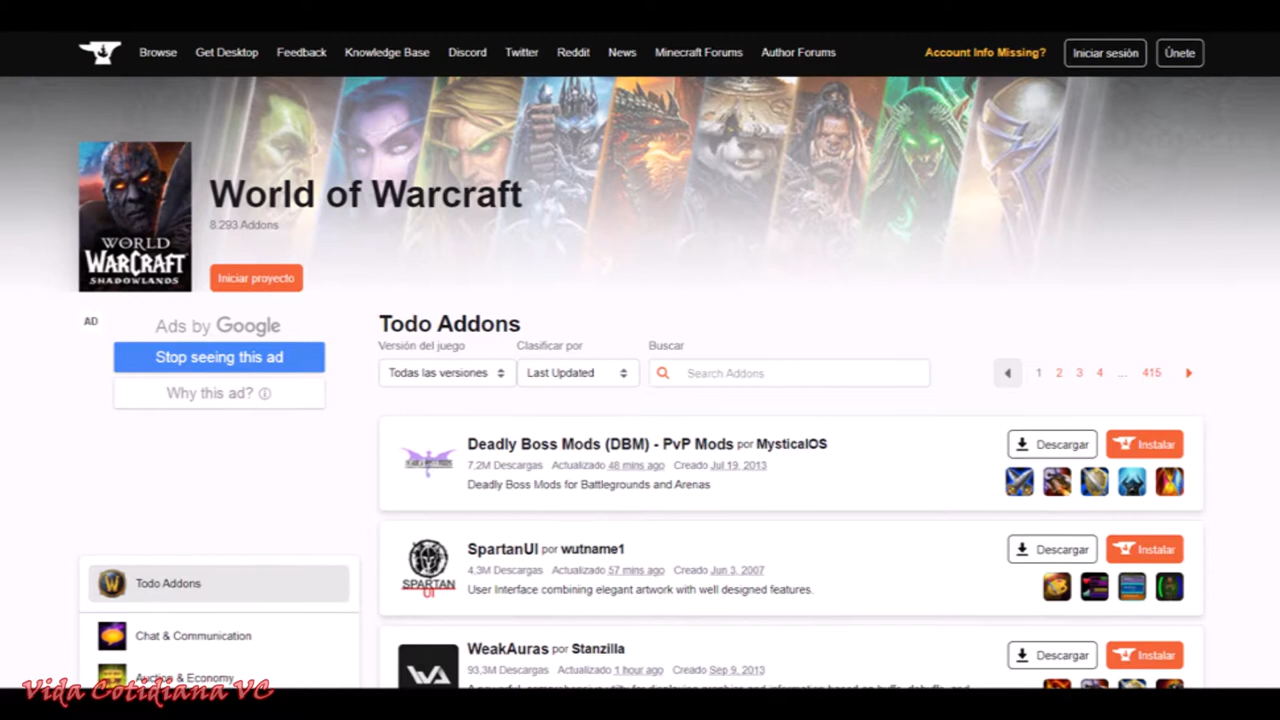 Browse Get Desktop Feedback Knowledge Base Discord Twitter Reddit News Minecraft Forums Author Forums Account Info Missing? Iniciar sesión Únete
World of Warcraft
8.293 Addons
WORLD
OF WARCRAFT
SHADOWLANDS
Iniciar proyecto
AD
Ads by Google
Stop seeing this ad
Why this ad?
Todo Addons
Versión del juego Clasificar por Buscar
Todas las versiones Last Updated Search Addons 1 2 3 4 ... 415
Deadly Boss Mods (DBM) - PvP Mods por MysticalOS
7,2M Descargas Actualizado 48 mins ago Creado Jul 19, 2013
Deadly Boss Mods for Battlegrounds and Arenas
Descargar Instalar
SpartanUI por wutname1
4,3M Descargas Actualizado 57 mins ago Creado Jun 3, 2007
User Interface combining elegant artwork with well designed features.
SPARTAN
UI
Descargar Instalar
WeakAuras por Stanzilla
93,3M Descargas Actualizado 1 hour ago Creado Sep 9, 2013
Descargar Instalar
Todo Addons
Chat & Communication
& Economy
Vida Cotidiana VC